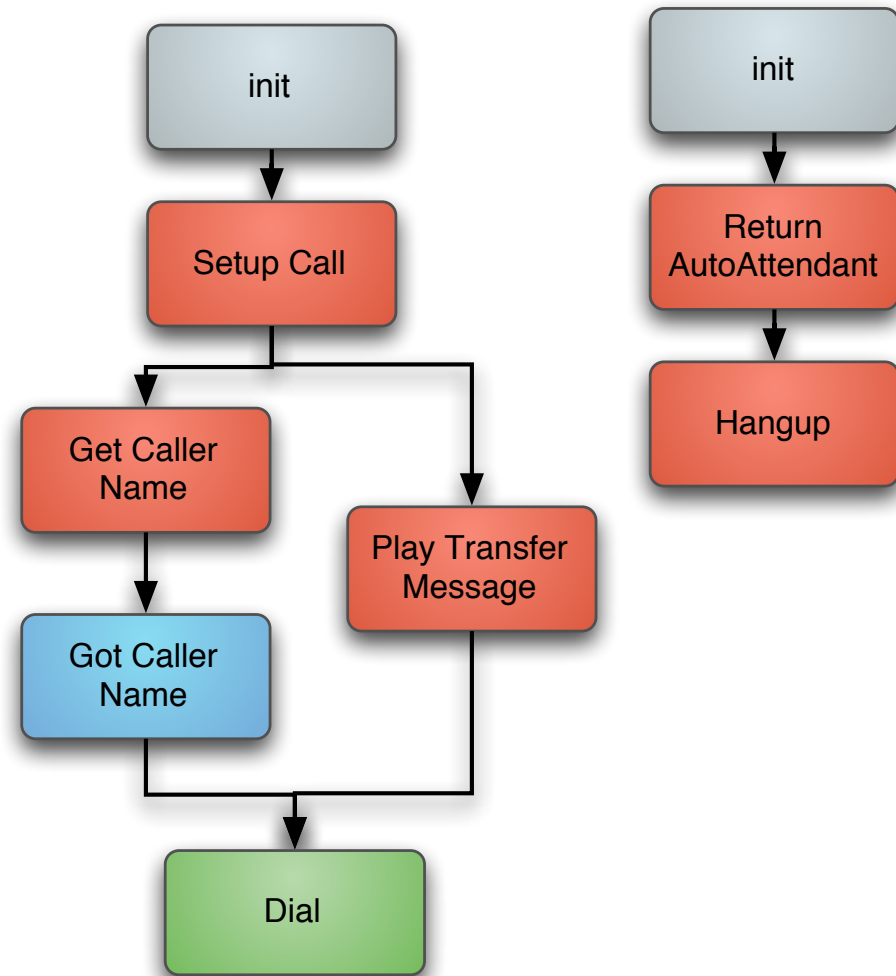 init
Setup Call
Get Caller
Name
Play Transfer
Message
Got Caller
Name
Dial
init
Return
AutoAttendant
Hangup